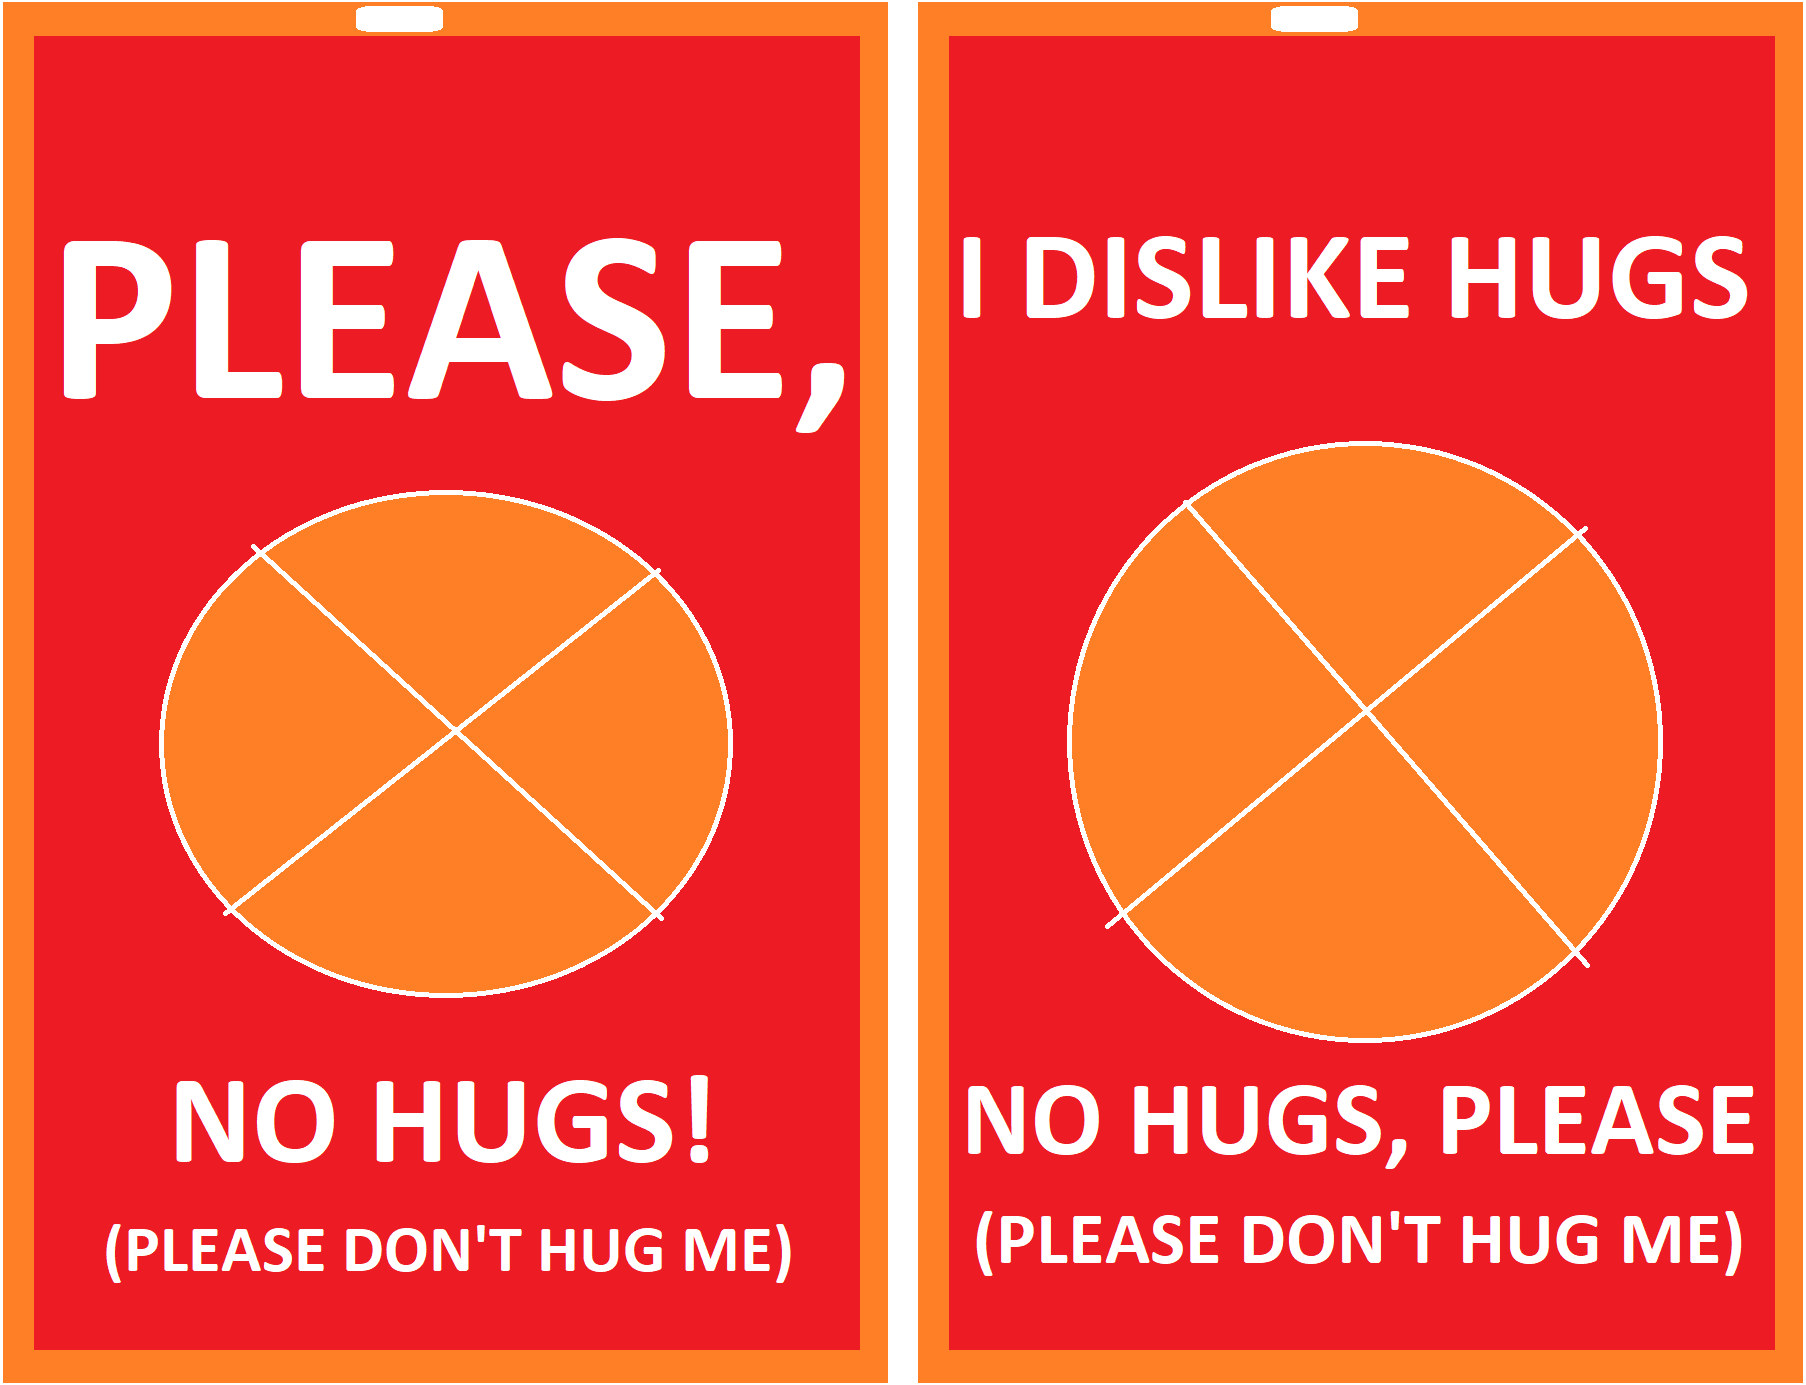 PLEASE,
NO HUGS!
(PLEASE DON'T HUG ME)
I DISLIKE HUGS
NO HUGS, PLEASE
(PLEASE DON'T HUG ME)